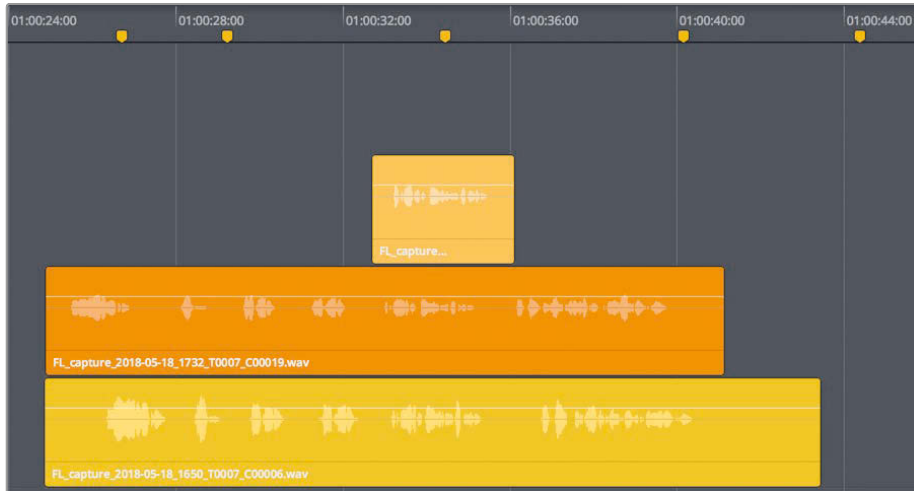 01:00:24:00 01:00:28:00 01:00:32:00 01:00:36:00 01:00:40:00 01:00:44:00
FL_capture...
FL_capture_2018-05-18_1732_T0007_C00019.wav
FL_capture_2018-05-18_1650_T0007_C00006.wav